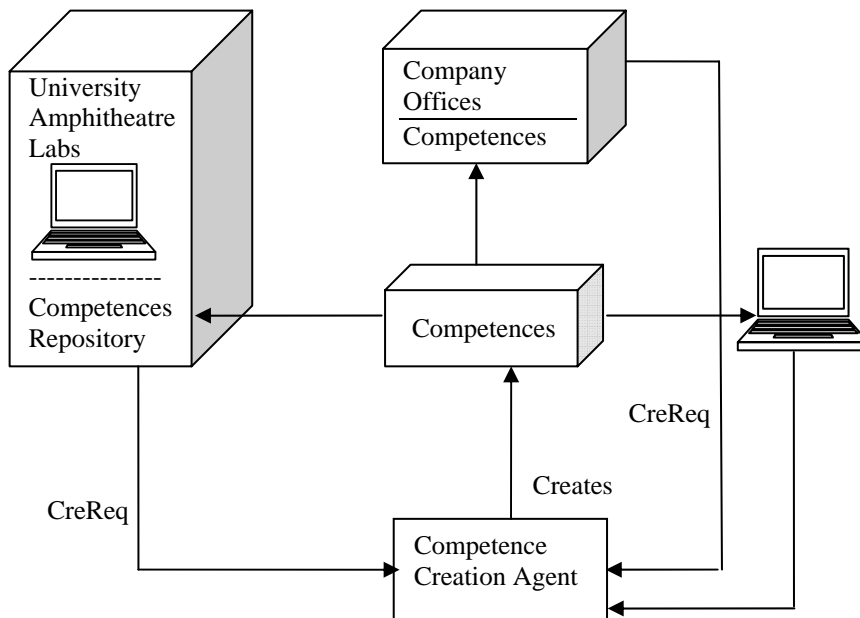 University
Amphitheatre
Labs
Competences
Repository
Company
Offices
Competences
Competences
CreReq
Creates
CreReq
Competence
Creation Agent